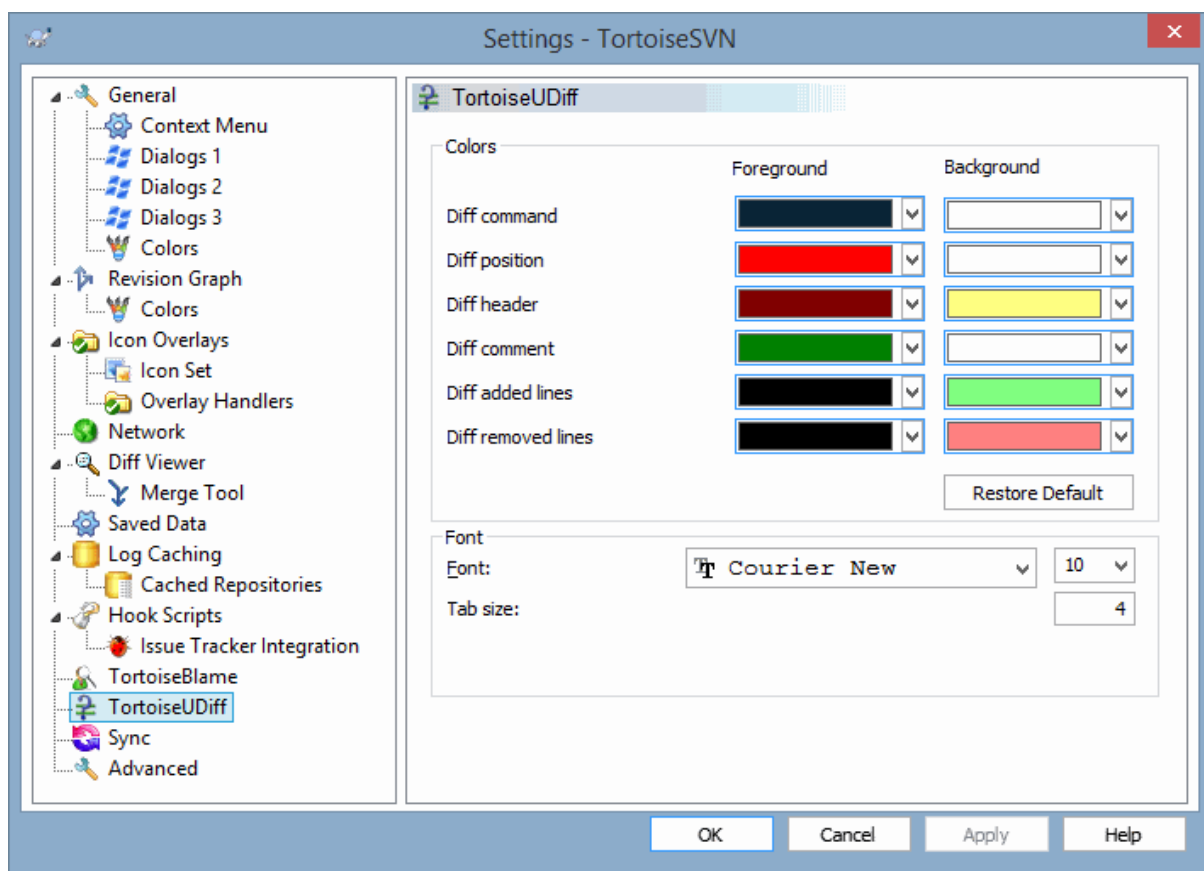 Settings - TortoiseSVN
General
Context Menu
Dialogs 1
Dialogs 2
Dialogs 3
Colors
Revision Graph
Colors
Icon Overlays
Icon Set
Overlay Handlers
Network
Diff Viewer
Merge Tool
Saved Data
Log Caching
Cached Repositories
Hook Scripts
Issue Tracker Integration
TortoiseBlame
TortoiseUDiff
Sync
Advanced
TortoiseUDiff
Colors
Foreground Background
Diff command
Diff position
Diff header
Diff comment
Diff added lines
Diff removed lines
Restore Default
Font
Font: Courier New 10
Tab size: 4
OK Cancel Apply Help